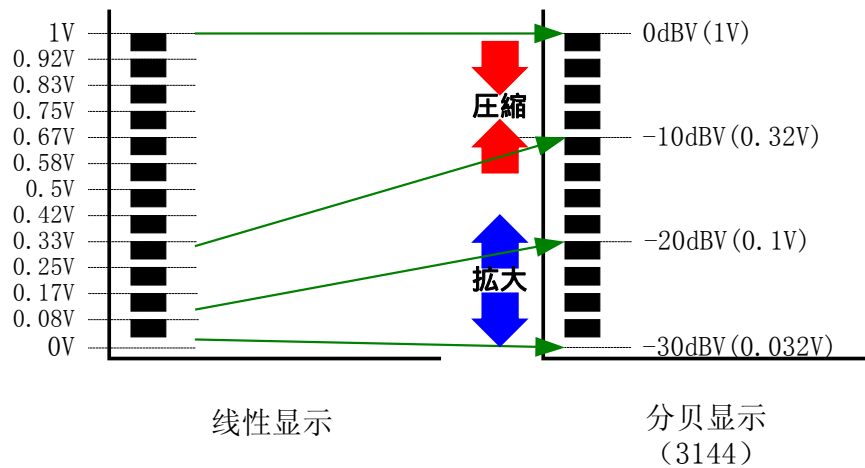 1V
0.92V
0.83V
0.75V
0.67V
0.58V
0.5V
0.42V
0.33V
0.25V
0.17V
0.08V
0V
圧縮
拡大
0dBV(1V)
-10dBV(0.32V)
-20dBV(0.1V)
-30dBV(0.032V)
线性显示
分贝显示
（3144）